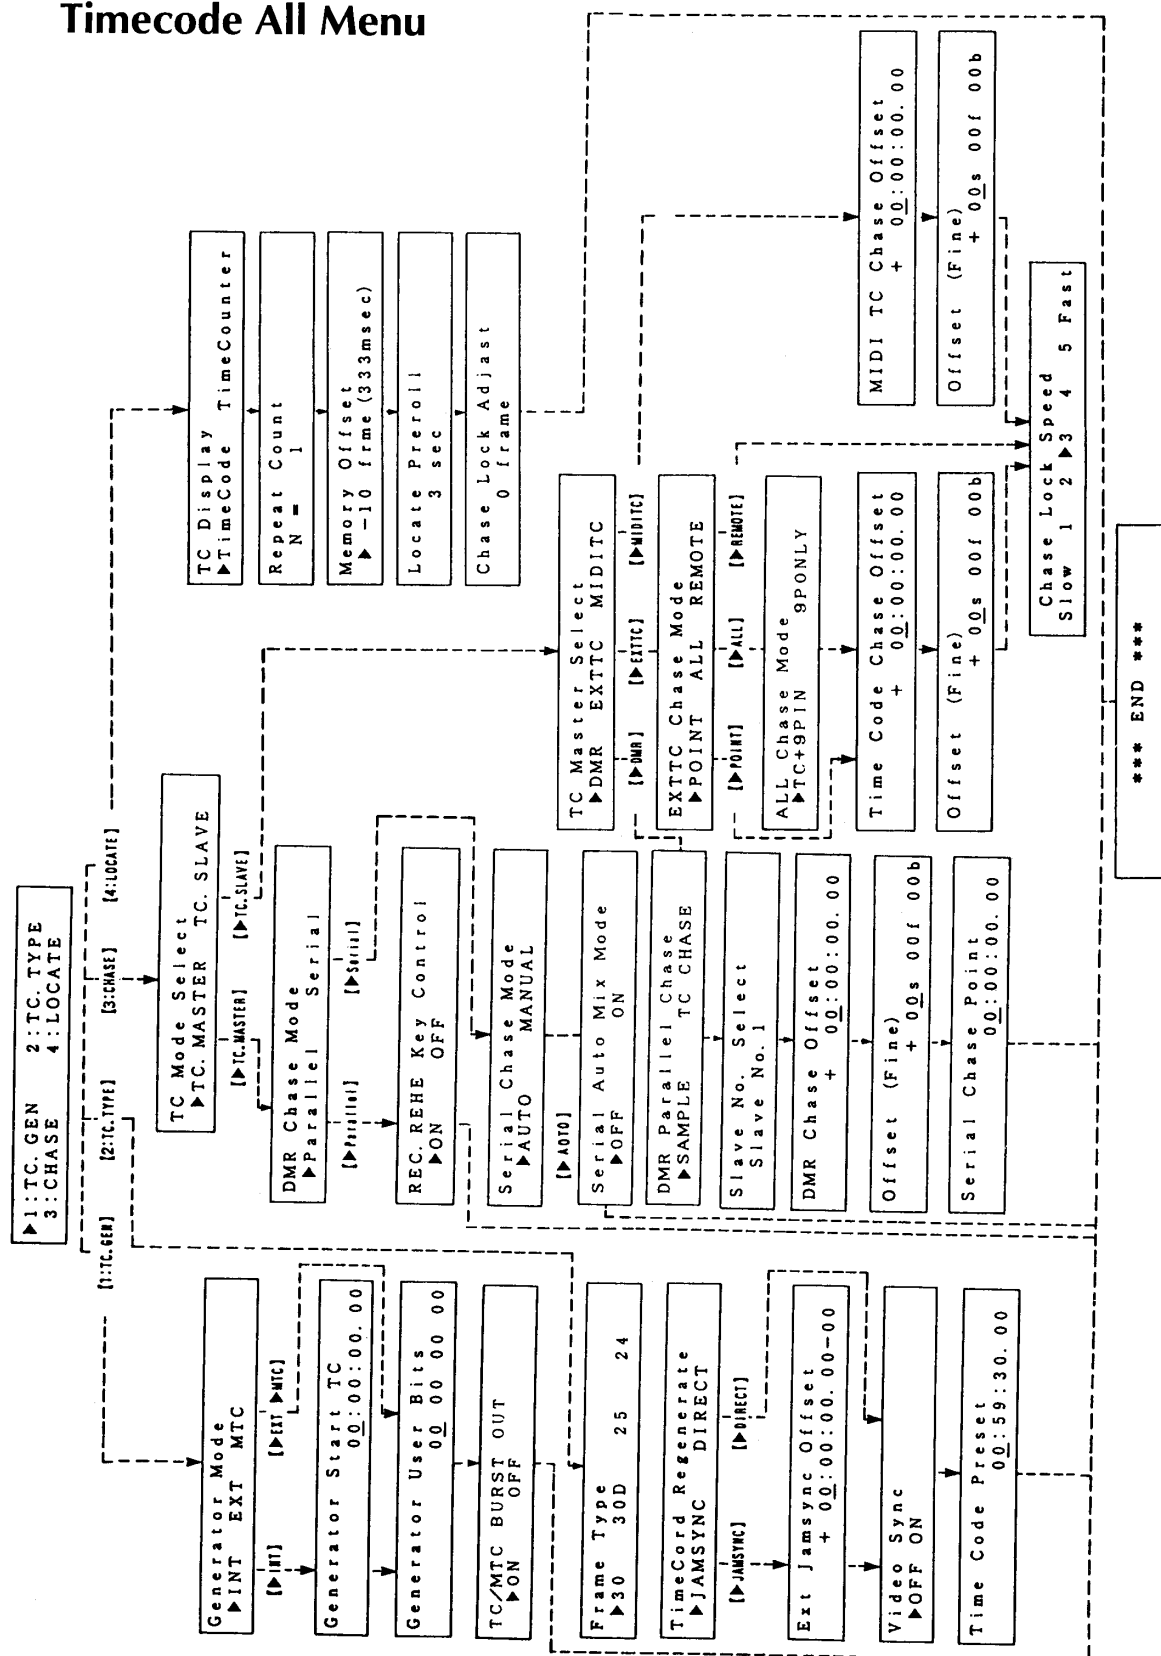 Timecode All Menu
▶1:TC. GEN 2:TC. TYPE
3:CHASE 4:LOCATE
[1:TC.GEN]
[2:TC.TYPE]
[3:CHASE]
[4:LOCATE]
Generator Mode
▶INT EXT MTC
[▶INT]
[▶EXT ▶MTC]
Generator Start TC
00:00:00.00
Generator User Bits
00 00 00 00
TC/MTC BURST OUT
▶ON OFF
Frame Type
▶30 30D 25 24
TimeCord Regenerate
▶JAMSYNC DIRECT
[▶JAMSYNC]
[▶DIRECT]
Ext Jamsync Offset
+ 00:00:00.00-00
Video Sync
▶OFF ON
Time Code Preset
00:59:30.00
TC Mode Select
▶TC. MASTER TC. SLAVE
[▶TC.MASTER]
[▶TC.SLAVE]
DMR Chase Mode
▶Parallel Serial
[▶Parallel]
[▶Serial]
REC.REHE Key Control
▶ON OFF
Serial Chase Mode
▶AUTO MANUAL
[▶AOTO]
Serial Auto Mix Mode
▶OFF ON
DMR Parallel Chase
▶SAMPLE TC CHASE
Slave No. Select
Slave No. 1
DMR Chase Offset
+ 00:00:00.00
Offset (Fine)
+ 00s 00f 00b
Serial Chase Point
00:00:00.00
TC Display
▶TimeCode TimeCounter
Repeat Count
N = 1
Memory Offset
▶ -10 frme (333msec)
Locate Preroll
3 sec
Chase Lock Adjast
0 frame
TC Master Select
▶DMR EXTTC MIDITC
[▶DMR]
[▶EXTTC]
[▶MIDITC]
EXTTC Chase Mode
▶POINT ALL REMOTE
[▶POINT]
[▶ALL]
[▶REMOTE]
ALL Chase Mode
▶TC+9PIN 9PONLY
Time Code Chase Offset
+ 00:00:00.00
Offset (Fine)
+ 00s 00f 00b
MIDI TC Chase Offset
+ 00:00:00.00
Offset (Fine)
+ 00s 00f 00b
Chase Lock Speed
Slow 1 2 ▶3 4 5 Fast
*** END ***